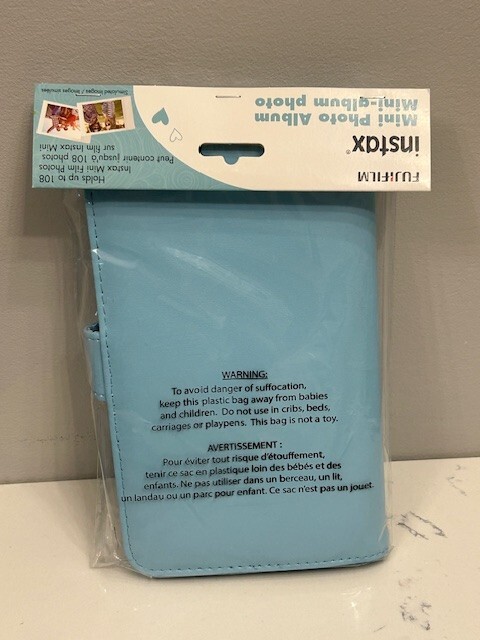 FUJIFILM
instax®
Mini Photo Album
Mini-album photo
Holds up to 108
Instax Mini Film Photos
Peut contenir jusqu'à 108 photos
sur film Instax Mini
Simulated Images / Images simulées
WARNING:
To avoid danger of suffocation,
keep this plastic bag away from babies
and children. Do not use in cribs, beds,
carriages or playpens. This bag is not a toy.
AVERTISSEMENT :
Pour éviter tout risque d'étouffement,
tenir ce sac en plastique loin des bébés et des
enfants. Ne pas utiliser dans un berceau, un lit,
un landau ou un parc pour enfant. Ce sac n'est pas un jouet.